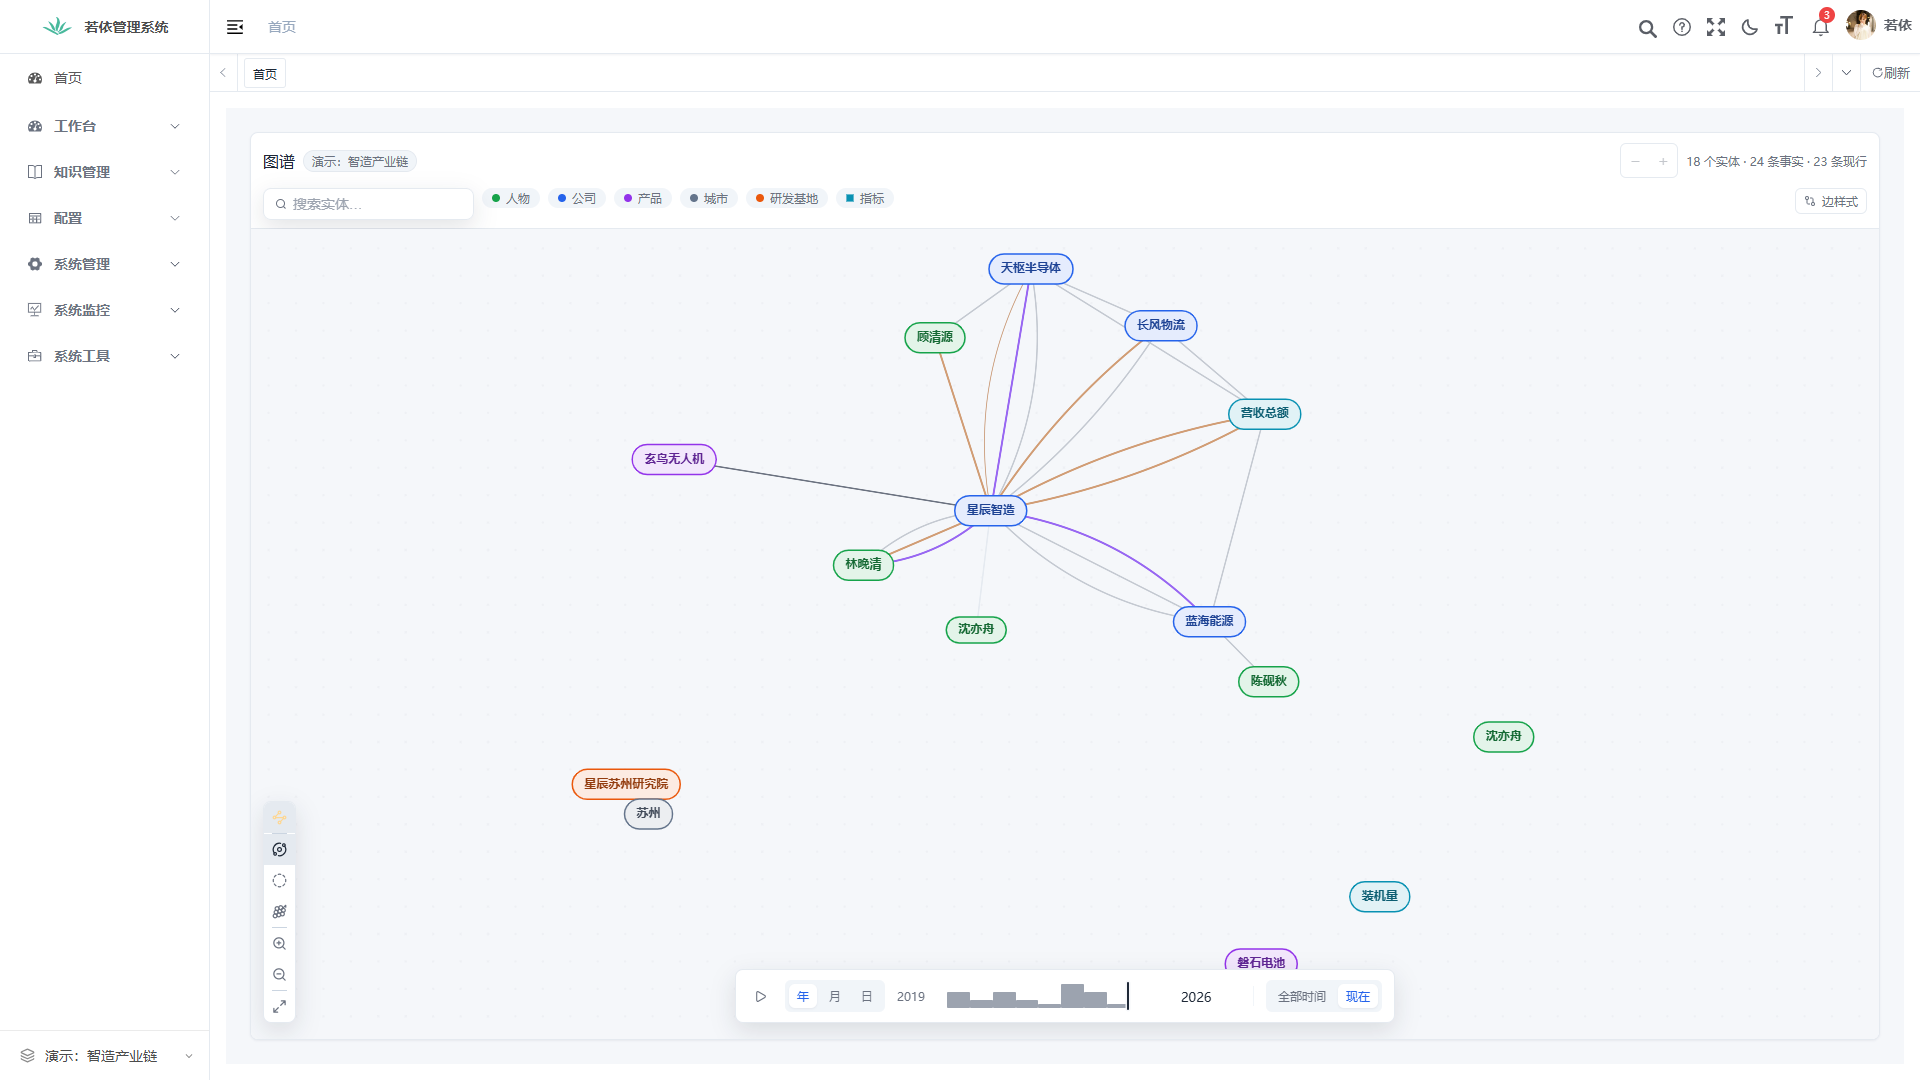 若依管理系统
首页
3
若依
首页
首页
刷新
工作台
知识管理
配置
系统管理
系统监控
系统工具
图谱
演示：智造产业链
18 个实体 · 24 条事实 · 23 条现行
搜索实体...
人物
公司
产品
城市
研发基地
指标
边样式
天枢半导体
长风物流
顾清源
营收总额
玄鸟无人机
星辰智造
林晚清
沈亦舟
蓝海能源
陈砚秋
沈亦舟
星辰苏州研究院
苏州
装机量
磐石电池
年
月
日
2019
2026
全部时间
现在
演示：智造产业链